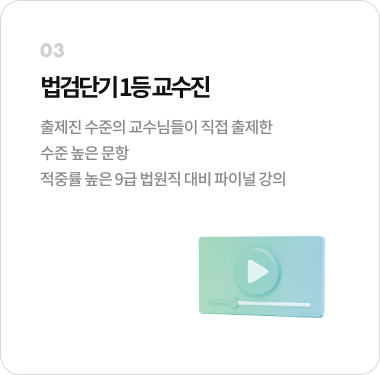 03
법검단기 1등 교수진
출제진 수준의 교수님들이 직접 출제한
수준 높은 문항
적중률 높은 9급 법원직 대비 파이널 강의